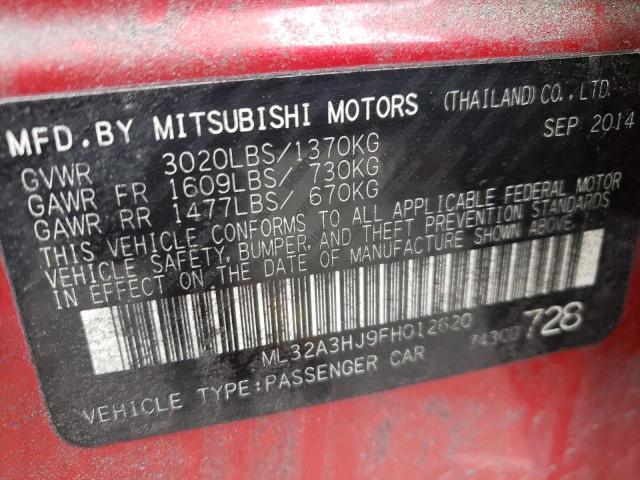 MFD.BY MITSUBISHI MOTORS (THAILAND) CO.,LTD.
SEP 2014
GVWR 3020LBS/1370KG
GAWR FR 1609LBS/ 730KG
GAWR RR 1477LBS/ 670KG
THIS VEHICLE CONFORMS TO ALL APPLICABLE FEDERAL MOTOR
VEHICLE SAFETY, BUMPER, AND THEFT PREVENTION STANDARDS
IN EFFECT ON THE DATE OF MANUFACTURE SHOWN ABOVE.
ML32A3HJ9FH012620 728
VEHICLE TYPE:PASSENGER CAR